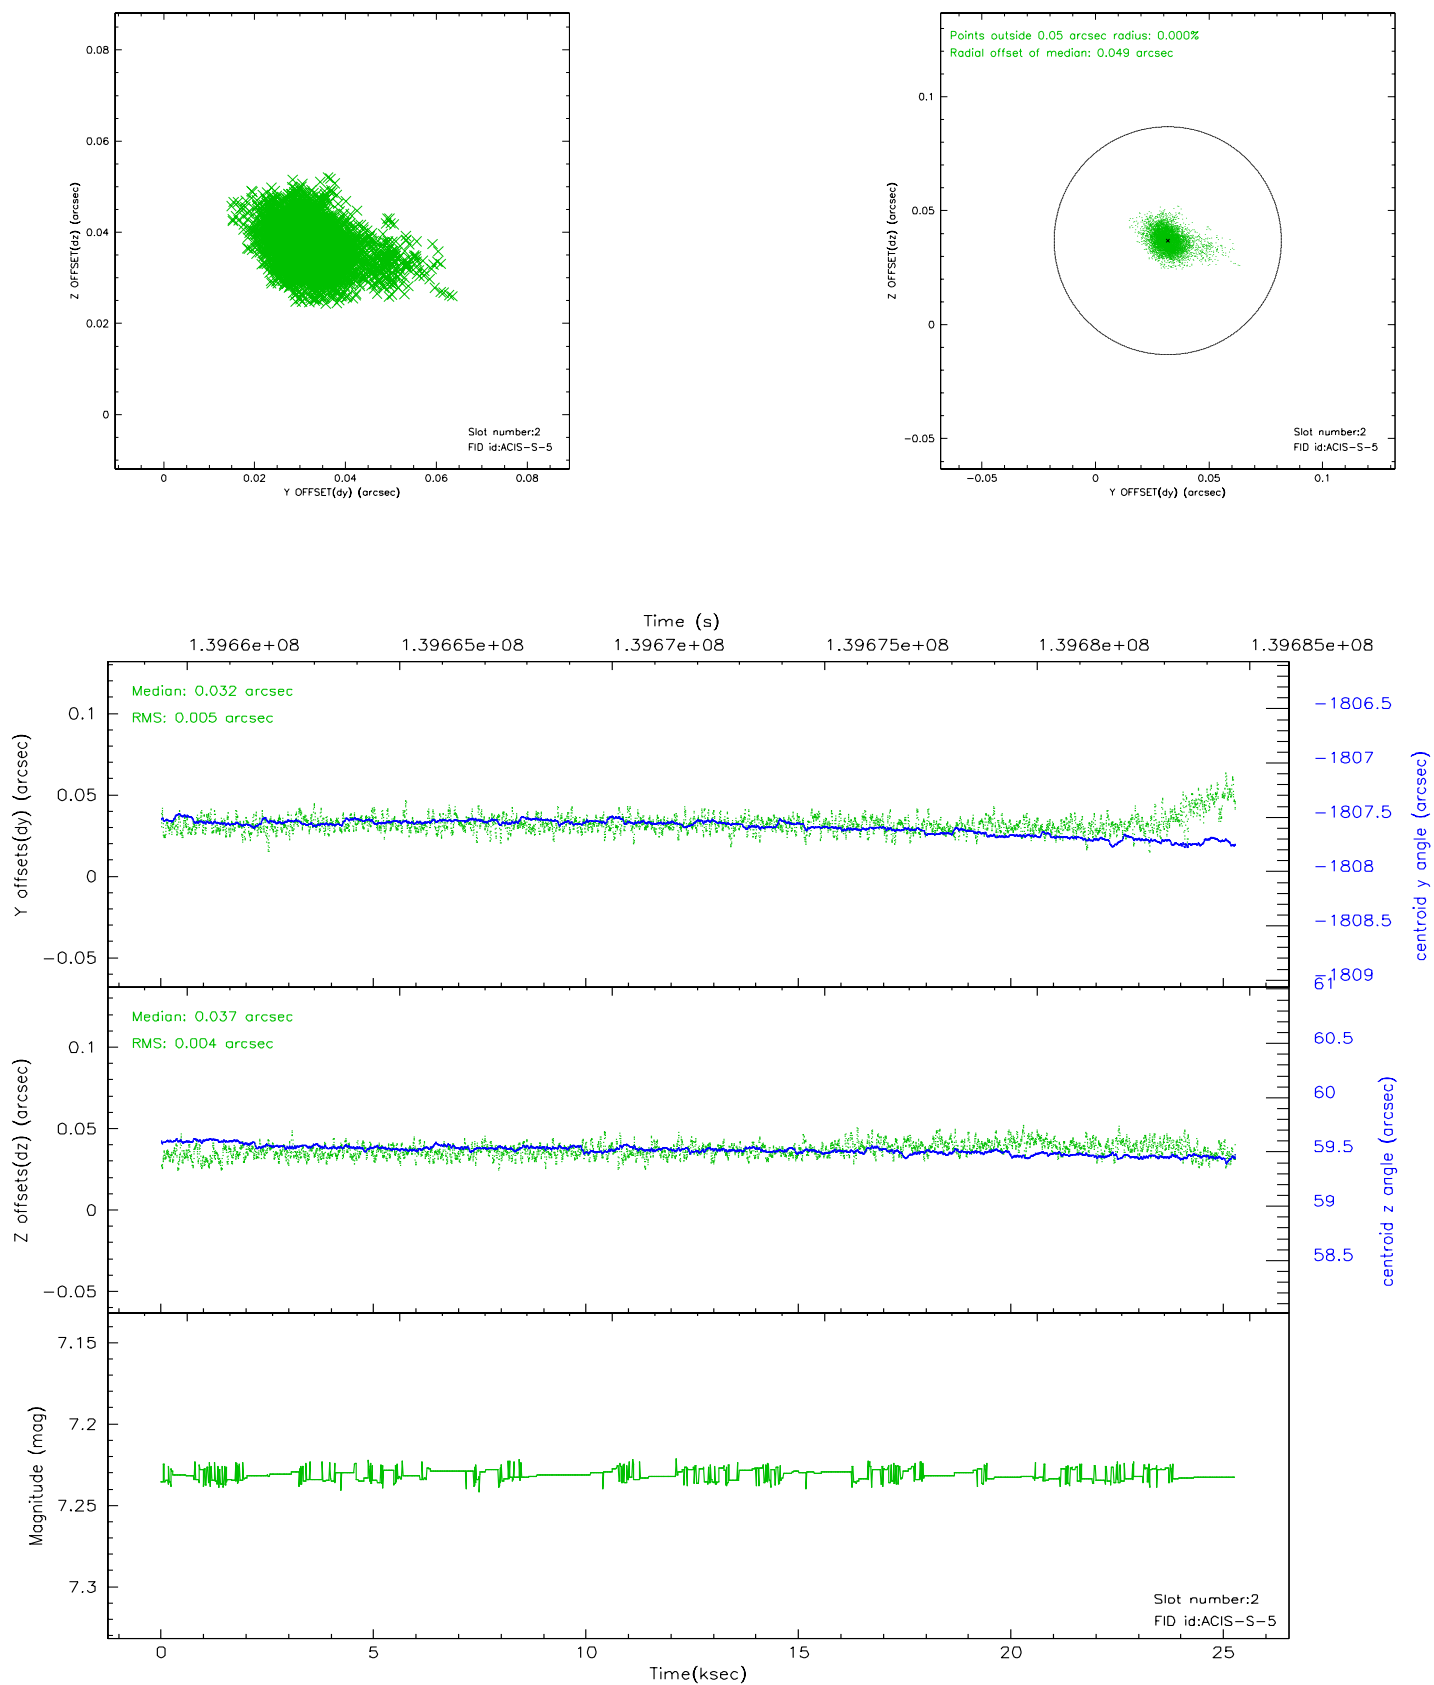 0.08
0.06
0.04
0.02
0
Z OFFSET(dz) (arcsec)
Slot number:2
FID id:ACIS-S-5
0 0.02 0.04 0.06 0.08
Y OFFSET(dy) (arcsec)
Points outside 0.05 arcsec radius: 0.000%
Radial offset of median: 0.049 arcsec
0.1
0.05
0
-0.05
Z OFFSET(dz) (arcsec)
Slot number:2
FID id:ACIS-S-5
-0.05 0 0.05 0.1
Y OFFSET(dy) (arcsec)
Time (s)
1.3966e+08 1.39665e+08 1.3967e+08 1.39675e+08 1.3968e+08 1.39685e+08
Median: 0.032 arcsec
RMS: 0.005 arcsec
0.1
0.05
0
-0.05
Y offsets(dy) (arcsec)
-1806.5
-1807
-1807.5
-1808
-1808.5
-1809
centroid y angle (arcsec)
Median: 0.037 arcsec
RMS: 0.004 arcsec
0.1
0.05
0
-0.05
Z offsets(dz) (arcsec)
61
60.5
60
59.5
59
58.5
centroid z angle (arcsec)
7.15
7.2
7.25
7.3
Magnitude (mag)
Slot number:2
FID id:ACIS-S-5
0 5 10 15 20 25
Time(ksec)